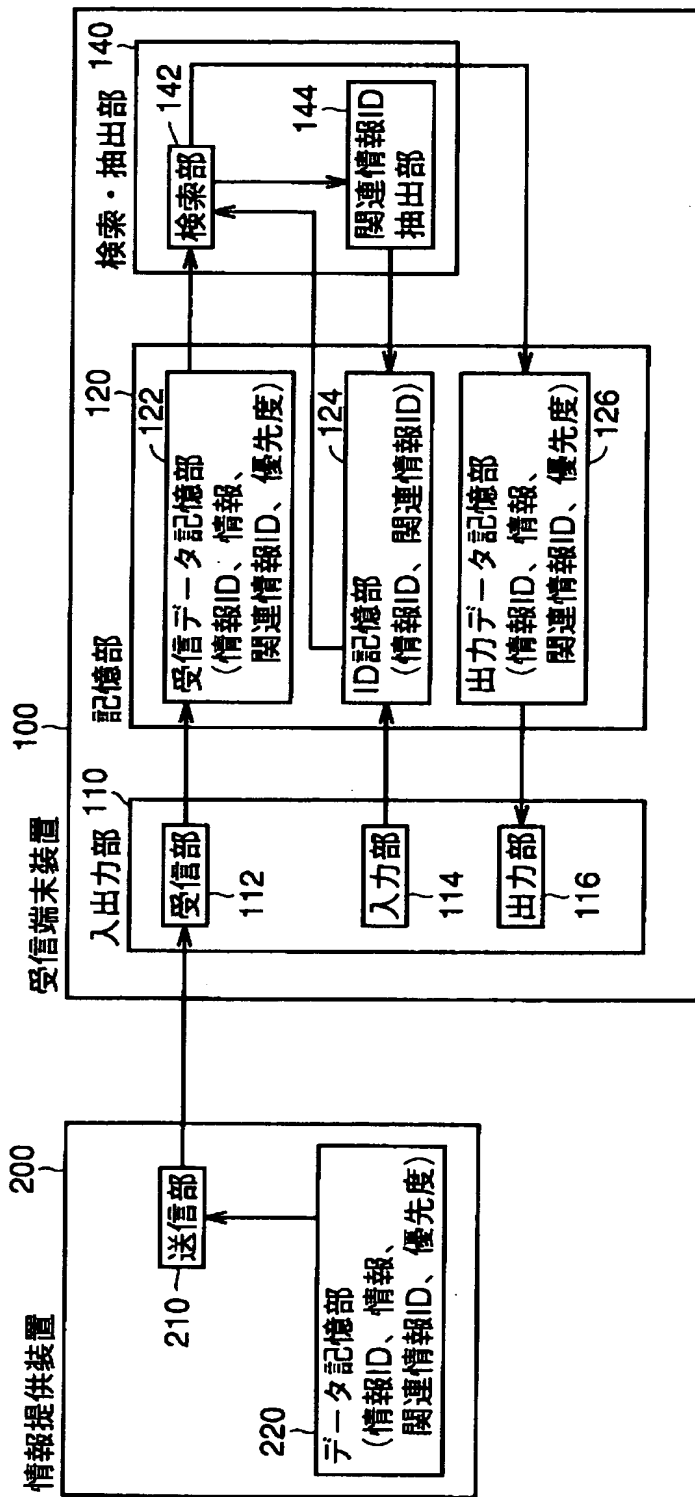 情報提供装置
200
送信部
210
データ記憶部
(情報ID、情報、
関連情報ID、優先度)
220
受信端末装置
100
入出力部
110
受信部
112
入力部
114
出力部
116
記憶部
120
受信データ記憶部
(情報ID、情報、
関連情報ID、優先度)
122
ID記憶部
(情報ID、関連情報ID)
124
出力データ記憶部
(情報ID、情報、
関連情報ID、優先度)
126
検索・抽出部
140
検索部
142
関連情報ID
抽出部
144